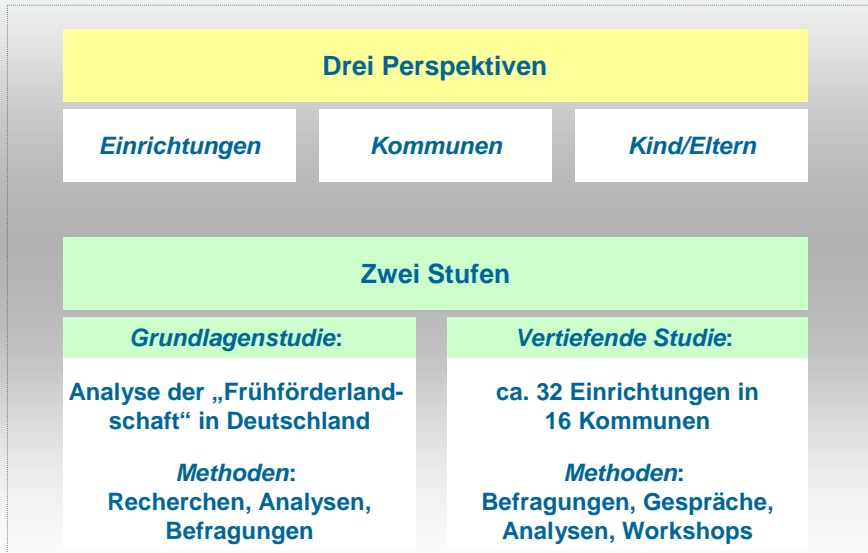 Drei Perspektiven
Einrichtungen
Kommunen
Kind/Eltern
Zwei Stufen
Grundlagenstudie:
Analyse der „Frühförderland-
schaft“ in Deutschland
Methoden:
Recherchen, Analysen,
Befragungen
Vertiefende Studie:
ca. 32 Einrichtungen in
16 Kommunen
Methoden:
Befragungen, Gespräche,
Analysen, Workshops